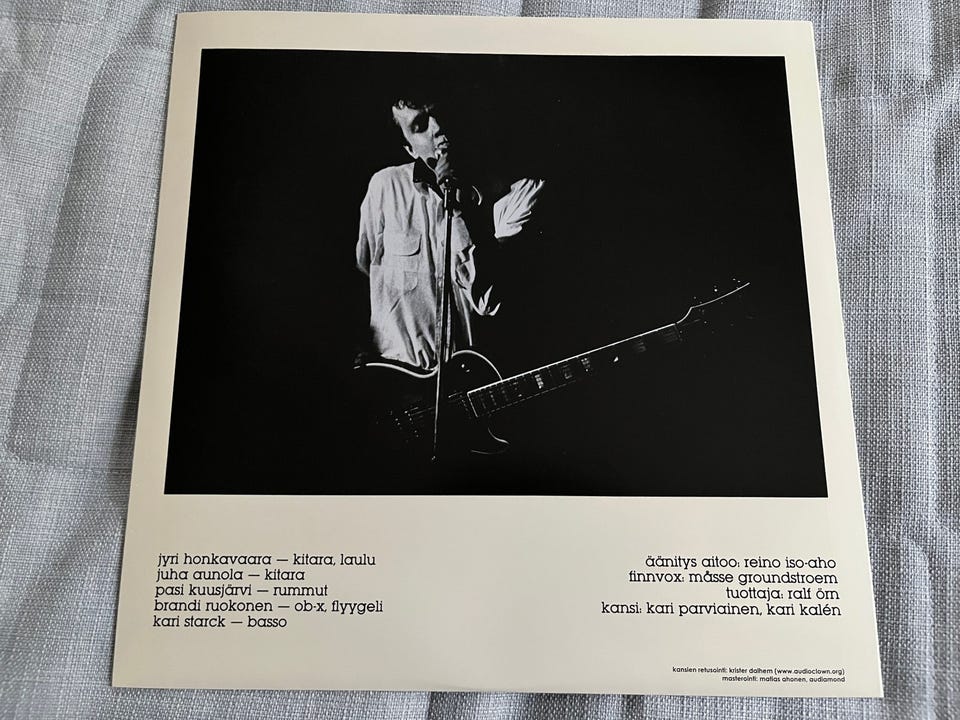 jyri honkavaara — kitara, laulu
juha aunola — kitara
pasi kuusjärvi — rummut
brandi ruokonen — ob-x, flyygeli
kari starck — basso
äänitys aitoo: reino iso-aho
finnvox: måsse groundstroem
tuottaja: ralf örn
kansi: kari parviainen, kari kalén
kansien retusointi: krister dalhem (www.audioclown.org)
masterointi: matias ahonen, audiamond